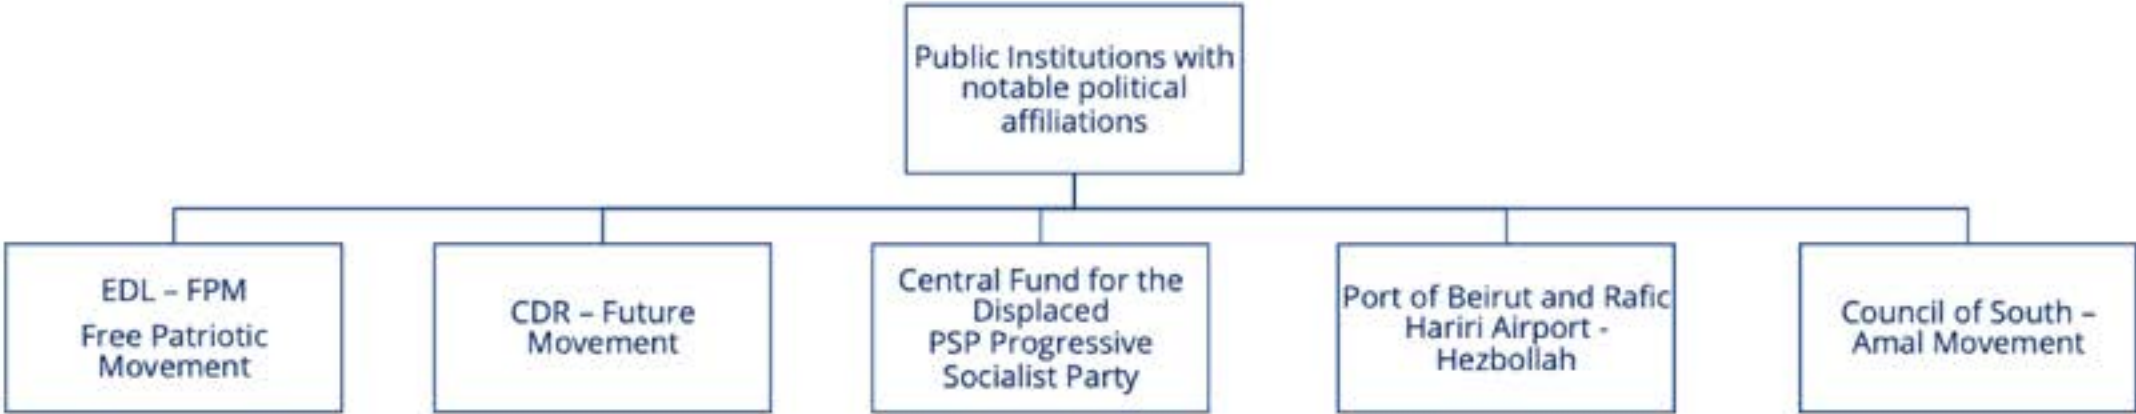 Public Institutions with
notable political
affiliations
EDL – FPM
Free Patriotic
Movement
CDR – Future
Movement
Central Fund for the
Displaced
PSP Progressive
Socialist Party
Port of Beirut and Rafic
Hariri Airport -
Hezbollah
Council of South –
Amal Movement